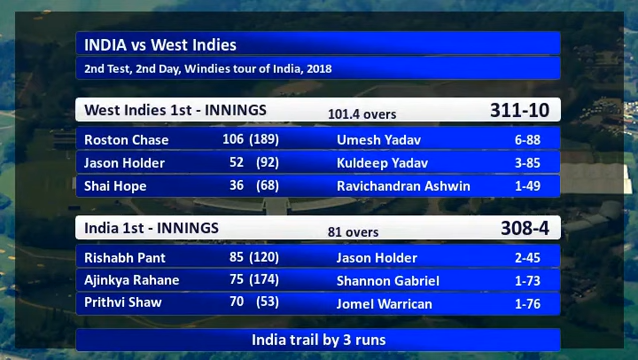 INDIA vs West Indies
2nd Test, 2nd Day, Windies tour of India, 2018
West Indies 1st - INNINGS 101.4 overs 311-10
Roston Chase 106 (189) Umesh Yadav 6-88
Jason Holder 52 (92) Kuldeep Yadav 3-85
Shai Hope 36 (68) Ravichandran Ashwin 1-49
India 1st - INNINGS 81 overs 308-4
Rishabh Pant 85 (120) Jason Holder 2-45
Ajinkya Rahane 75 (174) Shannon Gabriel 1-73
Prithvi Shaw 70 (53) Jomel Warrican 1-76
India trail by 3 runs